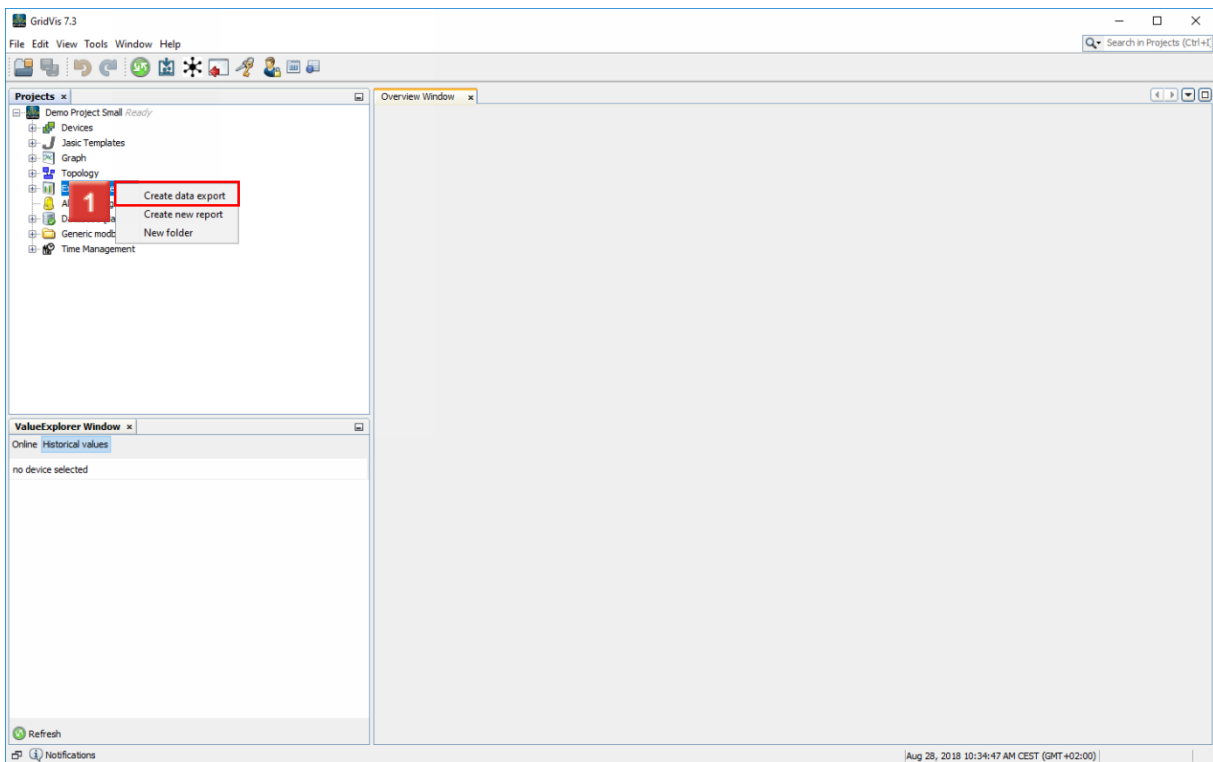 GridVis 7.3
File Edit View Tools Window Help
Search in Projects (Ctrl+I
Projects
Overview Window
Demo Project Small Ready
Devices
Jasic Templates
Graph
Topology
1
Create data export
Create new report
Generic modb
New folder
Time Management
ValueExplorer Window
Online Historical values
no device selected
Refresh
Notifications
Aug 28, 2018 10:34:47 AM CEST (GMT+02:00)